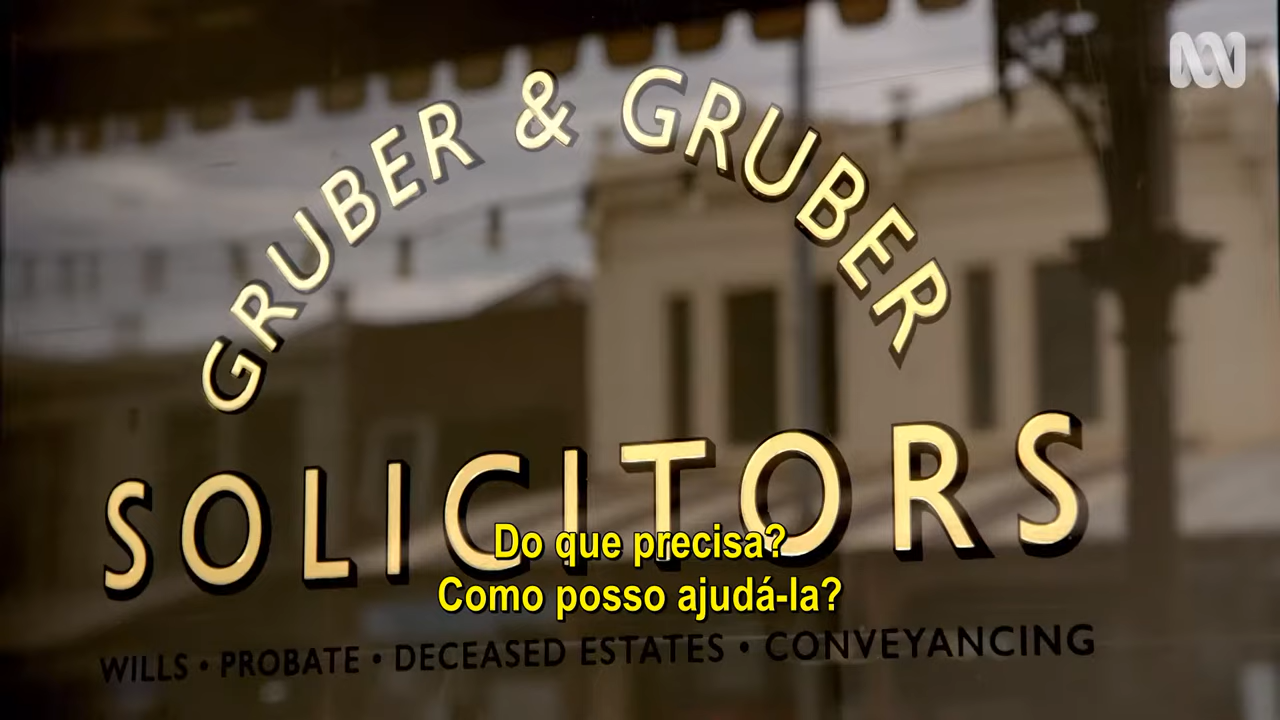 GRUBER & GRUBER
SOLICITORS
Do que precisa?
Como posso ajudá-la?
WILLS • PROBATE • DECEASED ESTATES • CONVEYANCING